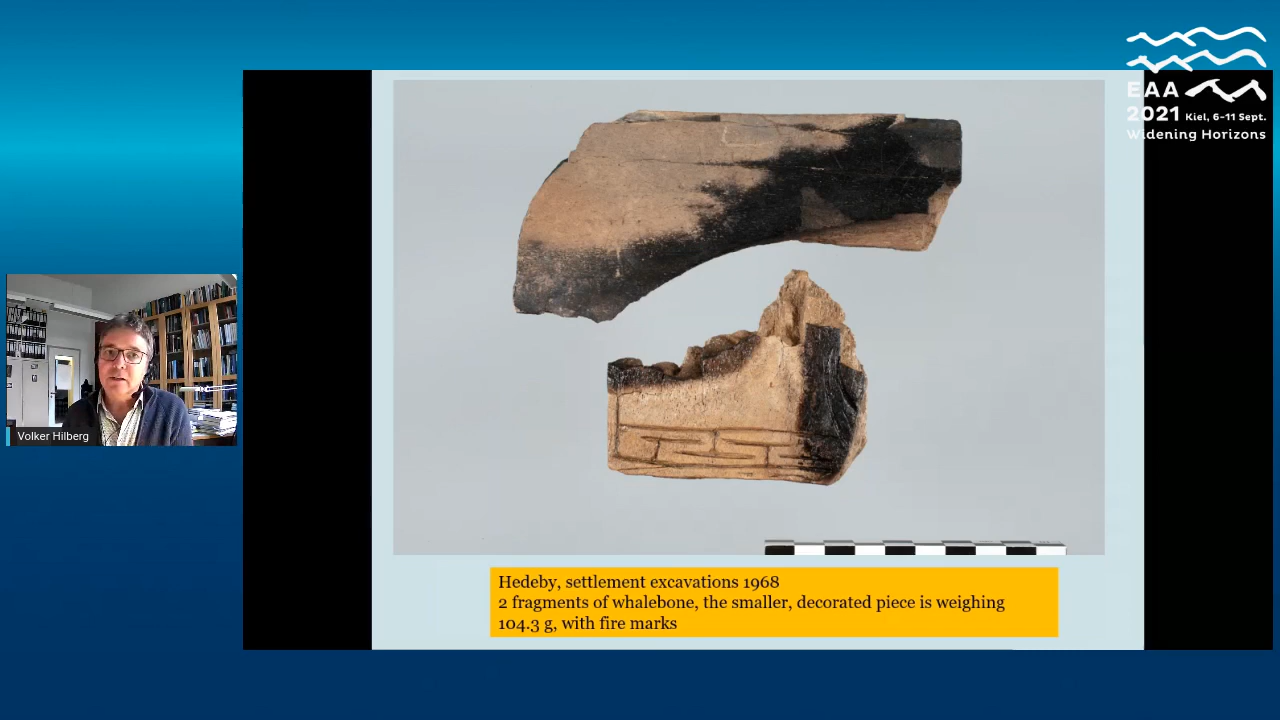 EAA
2021 Kiel, 6-11 Sept.
Widening Horizons
Volker Hilberg
Hedeby, settlement excavations 1968
2 fragments of whalebone, the smaller, decorated piece is weighing
104.3 g, with fire marks